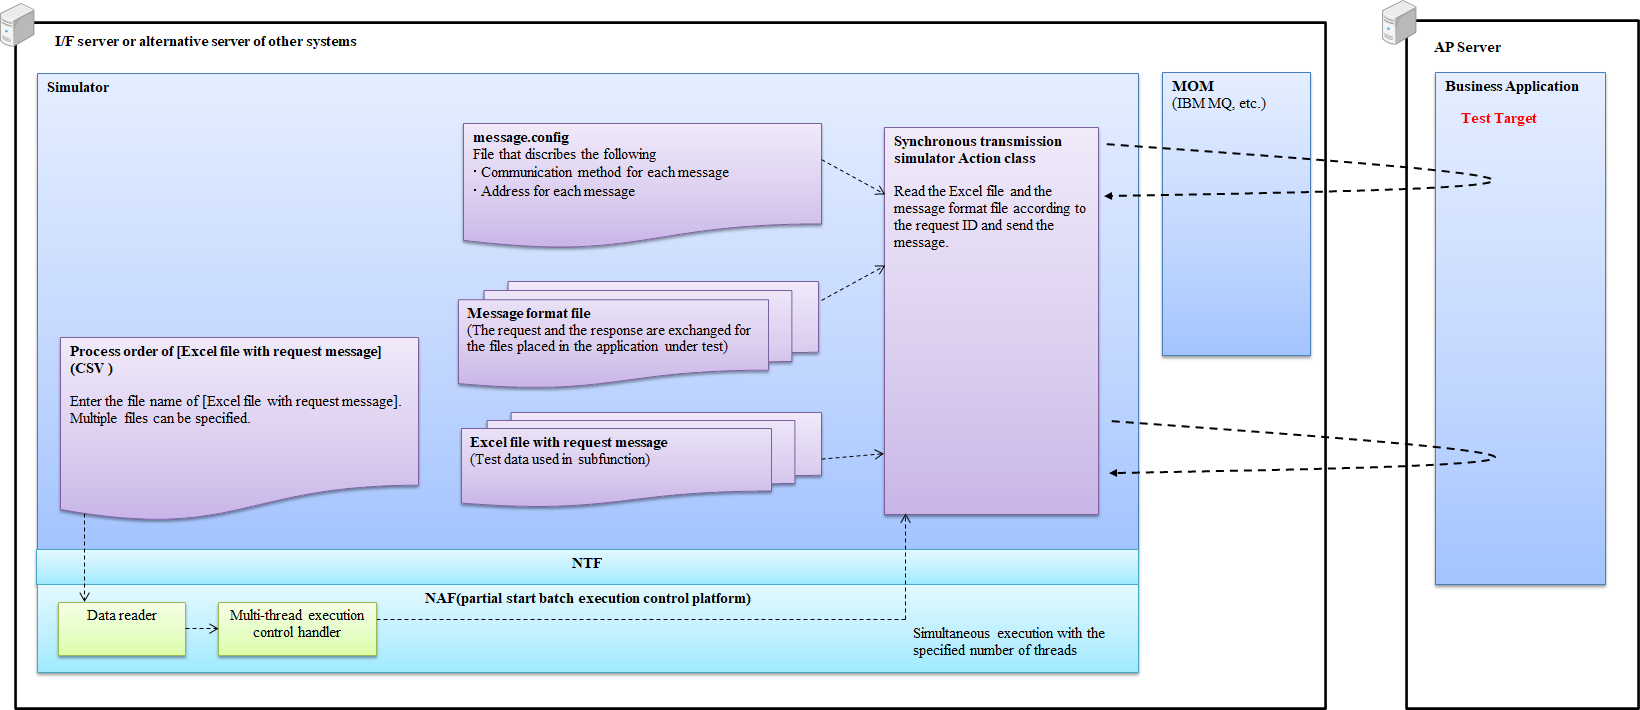 I/F server or alternative server of other systems
Simulator
message.config
File that discribes the following
・Communication method for each message
・Address for each message
Message format file
(The request and the response are exchanged for
the files placed in the application under test)
Process order of [Excel file with request message]
(CSV )
Enter the file name of [Excel file with request message].
Multiple files can be specified.
Excel file with request message
(Test data used in subfunction)
Synchronous transmission
simulator Action class
Read the Excel file and the
message format file according to
the request ID and send the
message.
MOM
(IBM MQ, etc.)
AP Server
Business Application
Test Target
NTF
NAF(partial start batch execution control platform)
Data reader
Multi-thread execution
control handler
Simultaneous execution with the
specified number of threads